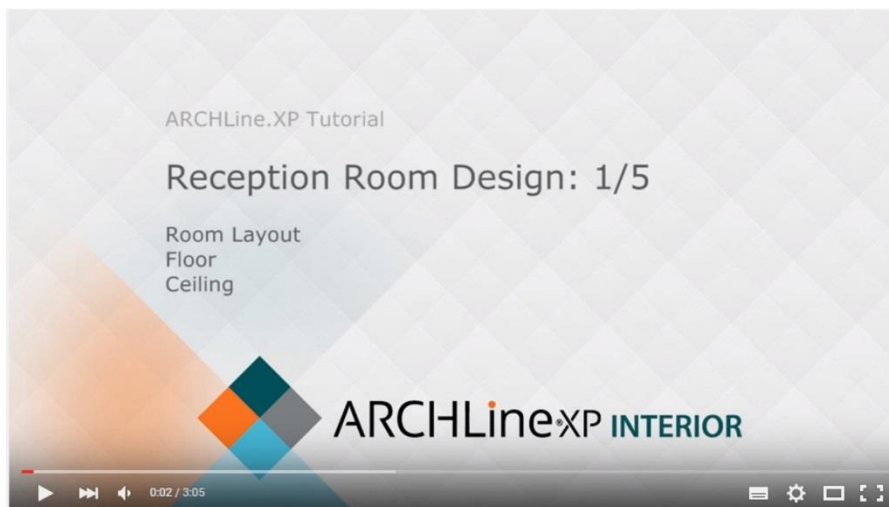 ARCHLine.XP Tutorial
Reception Room Design: 1/5
Room Layout
Floor
Ceiling
ARCHLine®XP INTERIOR
0:02 / 3:05